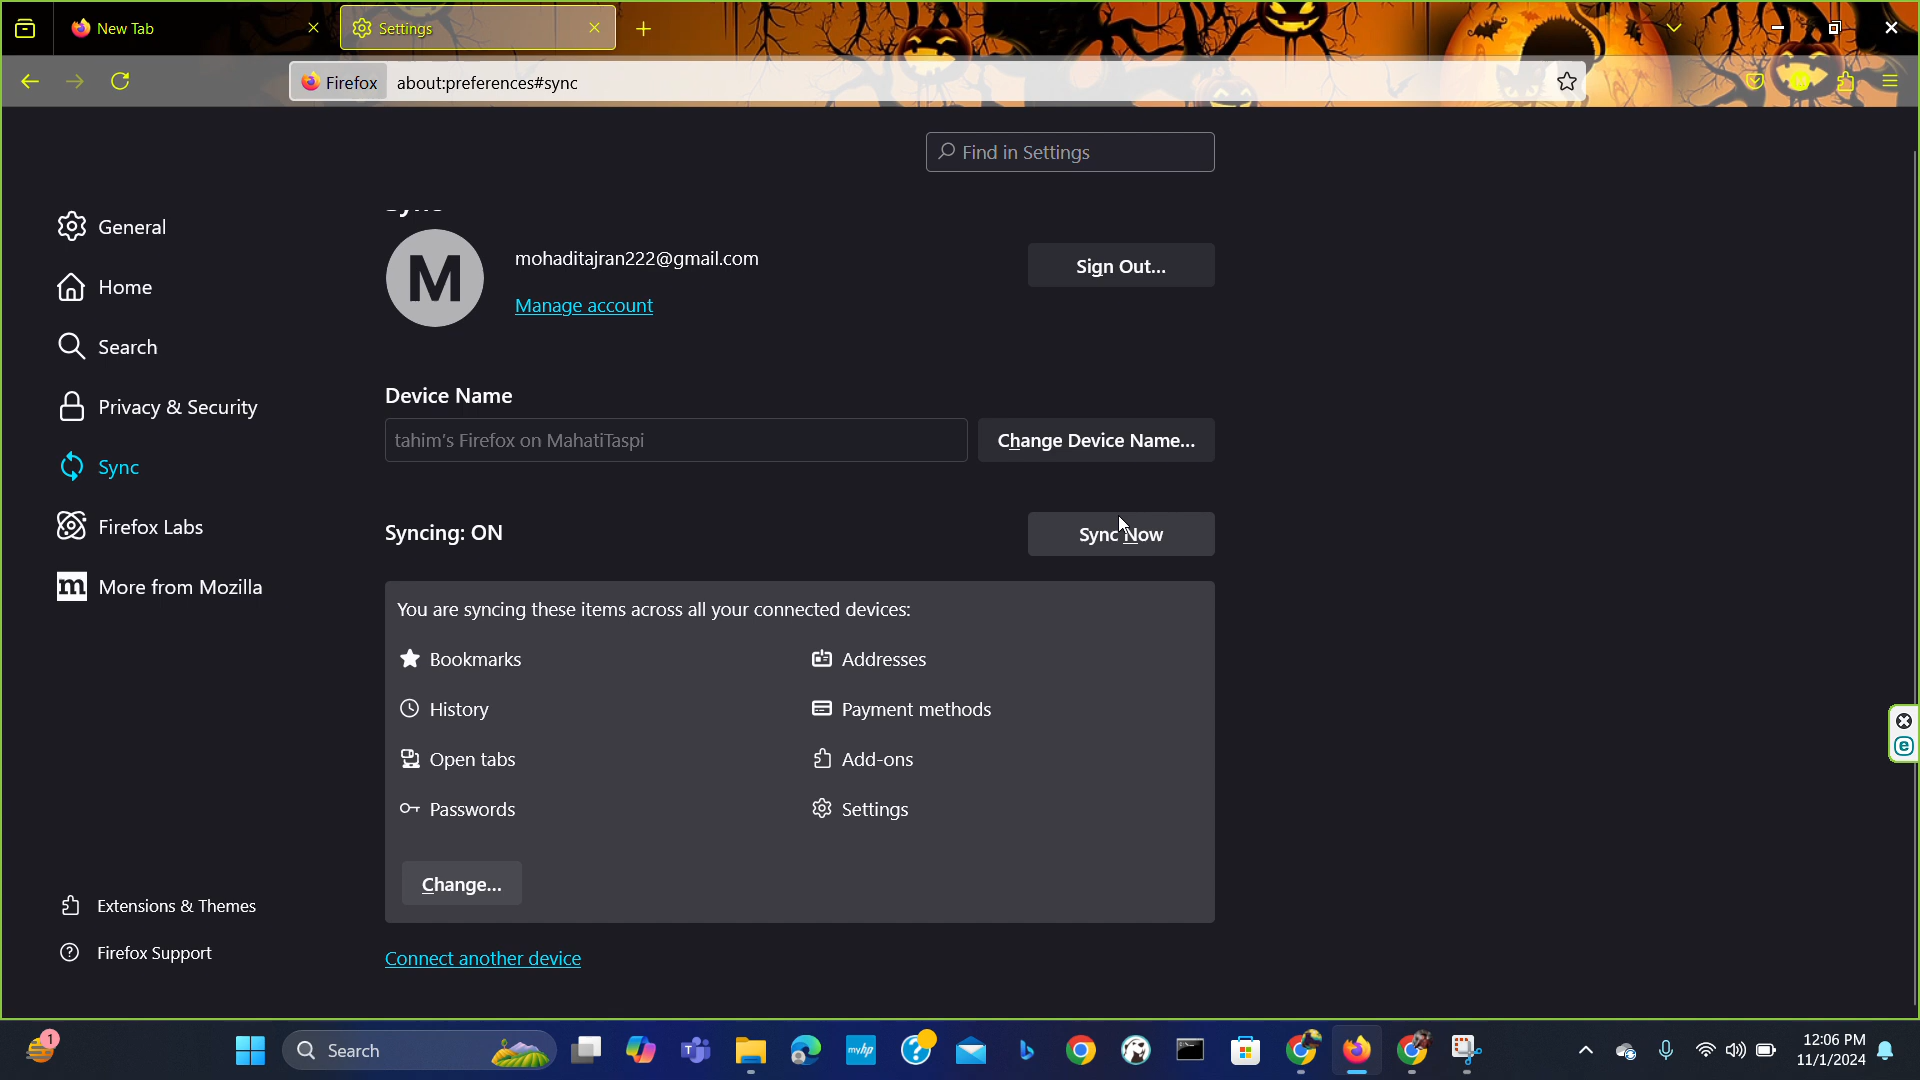 New Tab
Settings
Firefox
about:preferences#sync
Find in Settings
General
Home
Search
Privacy & Security
Sync
Firefox Labs
More from Mozilla
Extensions & Themes
Firefox Support
M
mohaditajran222@gmail.com
Manage account
Sign Out...
Device Name
tahim's Firefox on MahatiTaspi
Change Device Name...
Syncing: ON
Sync Now
You are syncing these items across all your connected devices:
Bookmarks
Addresses
History
Payment methods
Open tabs
Add-ons
Passwords
Settings
Change...
Connect another device
1
Search
myhp
12:06 PM
11/1/2024